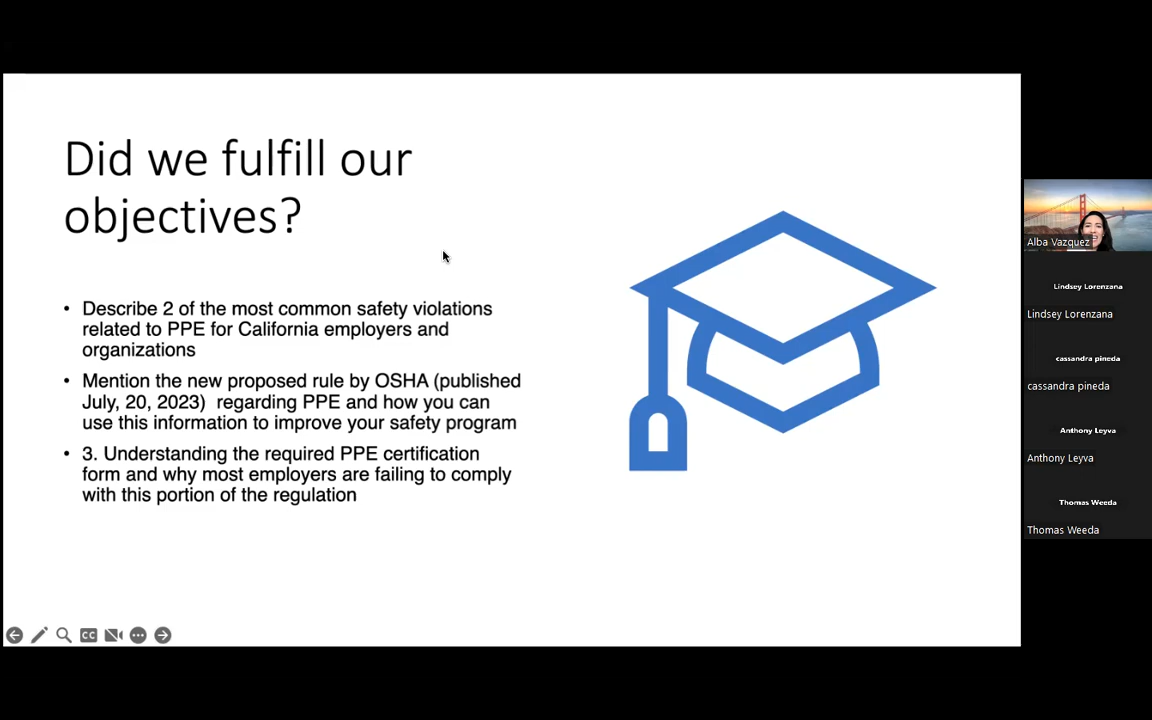 Did we fulfill our
objectives?
• Describe 2 of the most common safety violations
related to PPE for California employers and
organizations
• Mention the new proposed rule by OSHA (published
July, 20, 2023)  regarding PPE and how you can
use this information to improve your safety program
• 3. Understanding the required PPE certification
form and why most employers are failing to comply
with this portion of the regulation
CC
Alba Vazquez
Lindsey Lorenzana
Lindsey Lorenzana
cassandra pineda
cassandra pineda
Anthony Leyva
Anthony Leyva
Thomas Weeda
Thomas Weeda